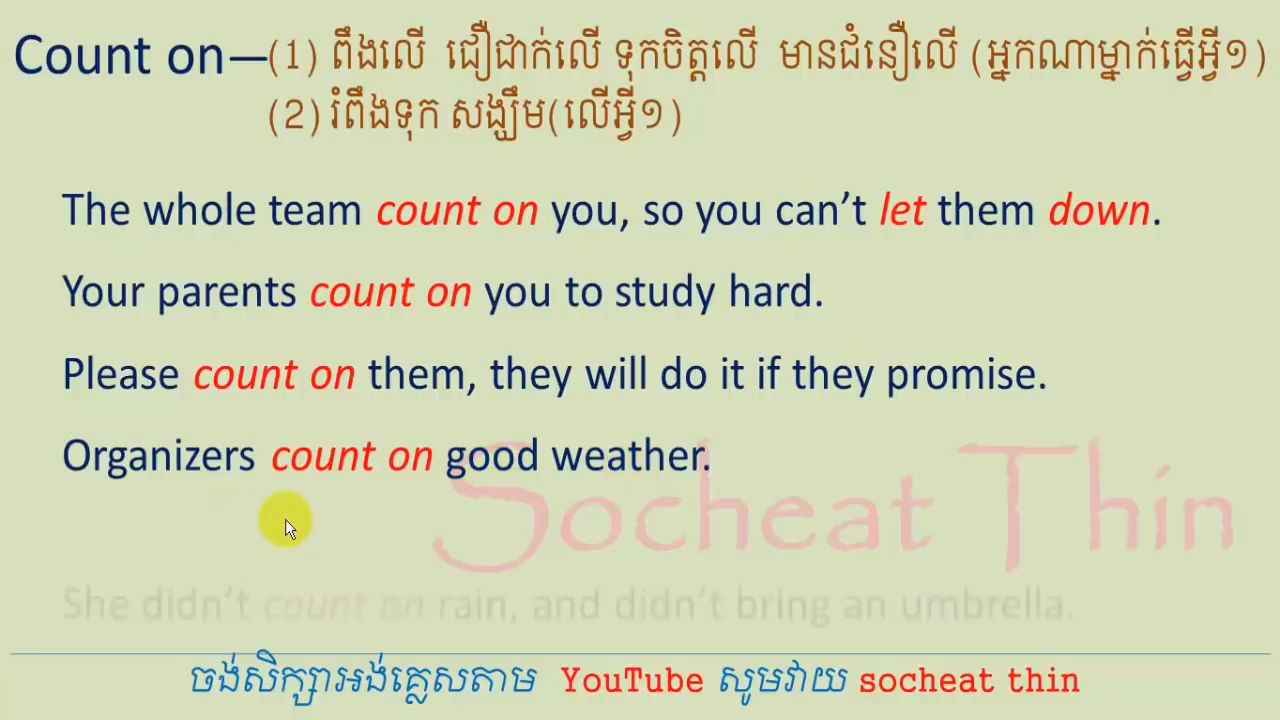 Count on—(1) ពឹងលើ ជឿជាក់លើ ទុកចិត្តលើ មានជំនឿលើ (អ្នកណាម្នាក់ធ្វើអ្វី១)
(2) រំពឹងទុក សង្ឃឹម(លើអ្វី១)
The whole team count on you, so you can’t let them down.
Your parents count on you to study hard.
Please count on them, they will do it if they promise.
Organizers count on good weather.
Socheat Thin
She didn’t count on rain, and didn’t bring an umbrella.
ចង់សិក្សាអង់គ្លេសតាម YouTube សូមវាយ socheat thin